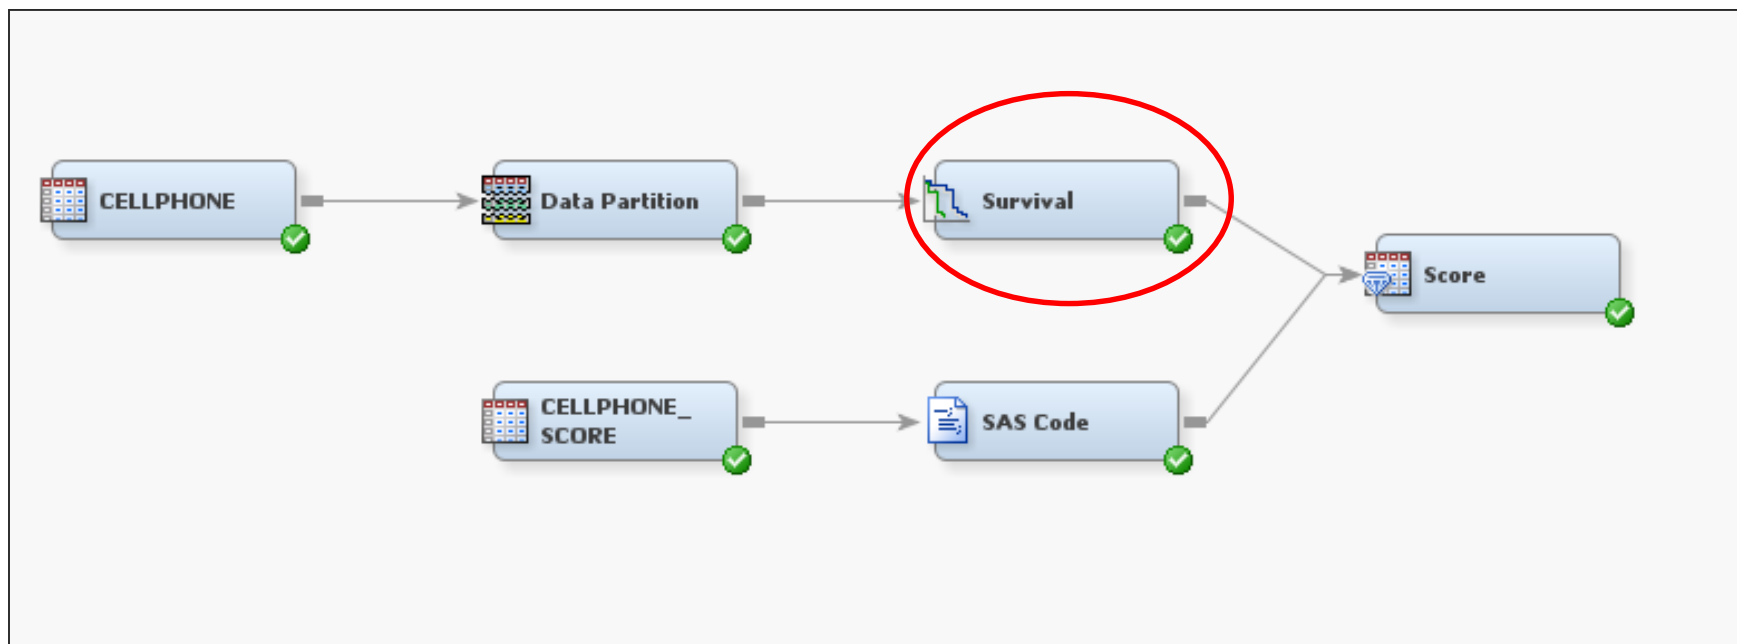 CELLPHONE
Data Partition
Survival
Score
CELLPHONE_
SCORE
SAS Code